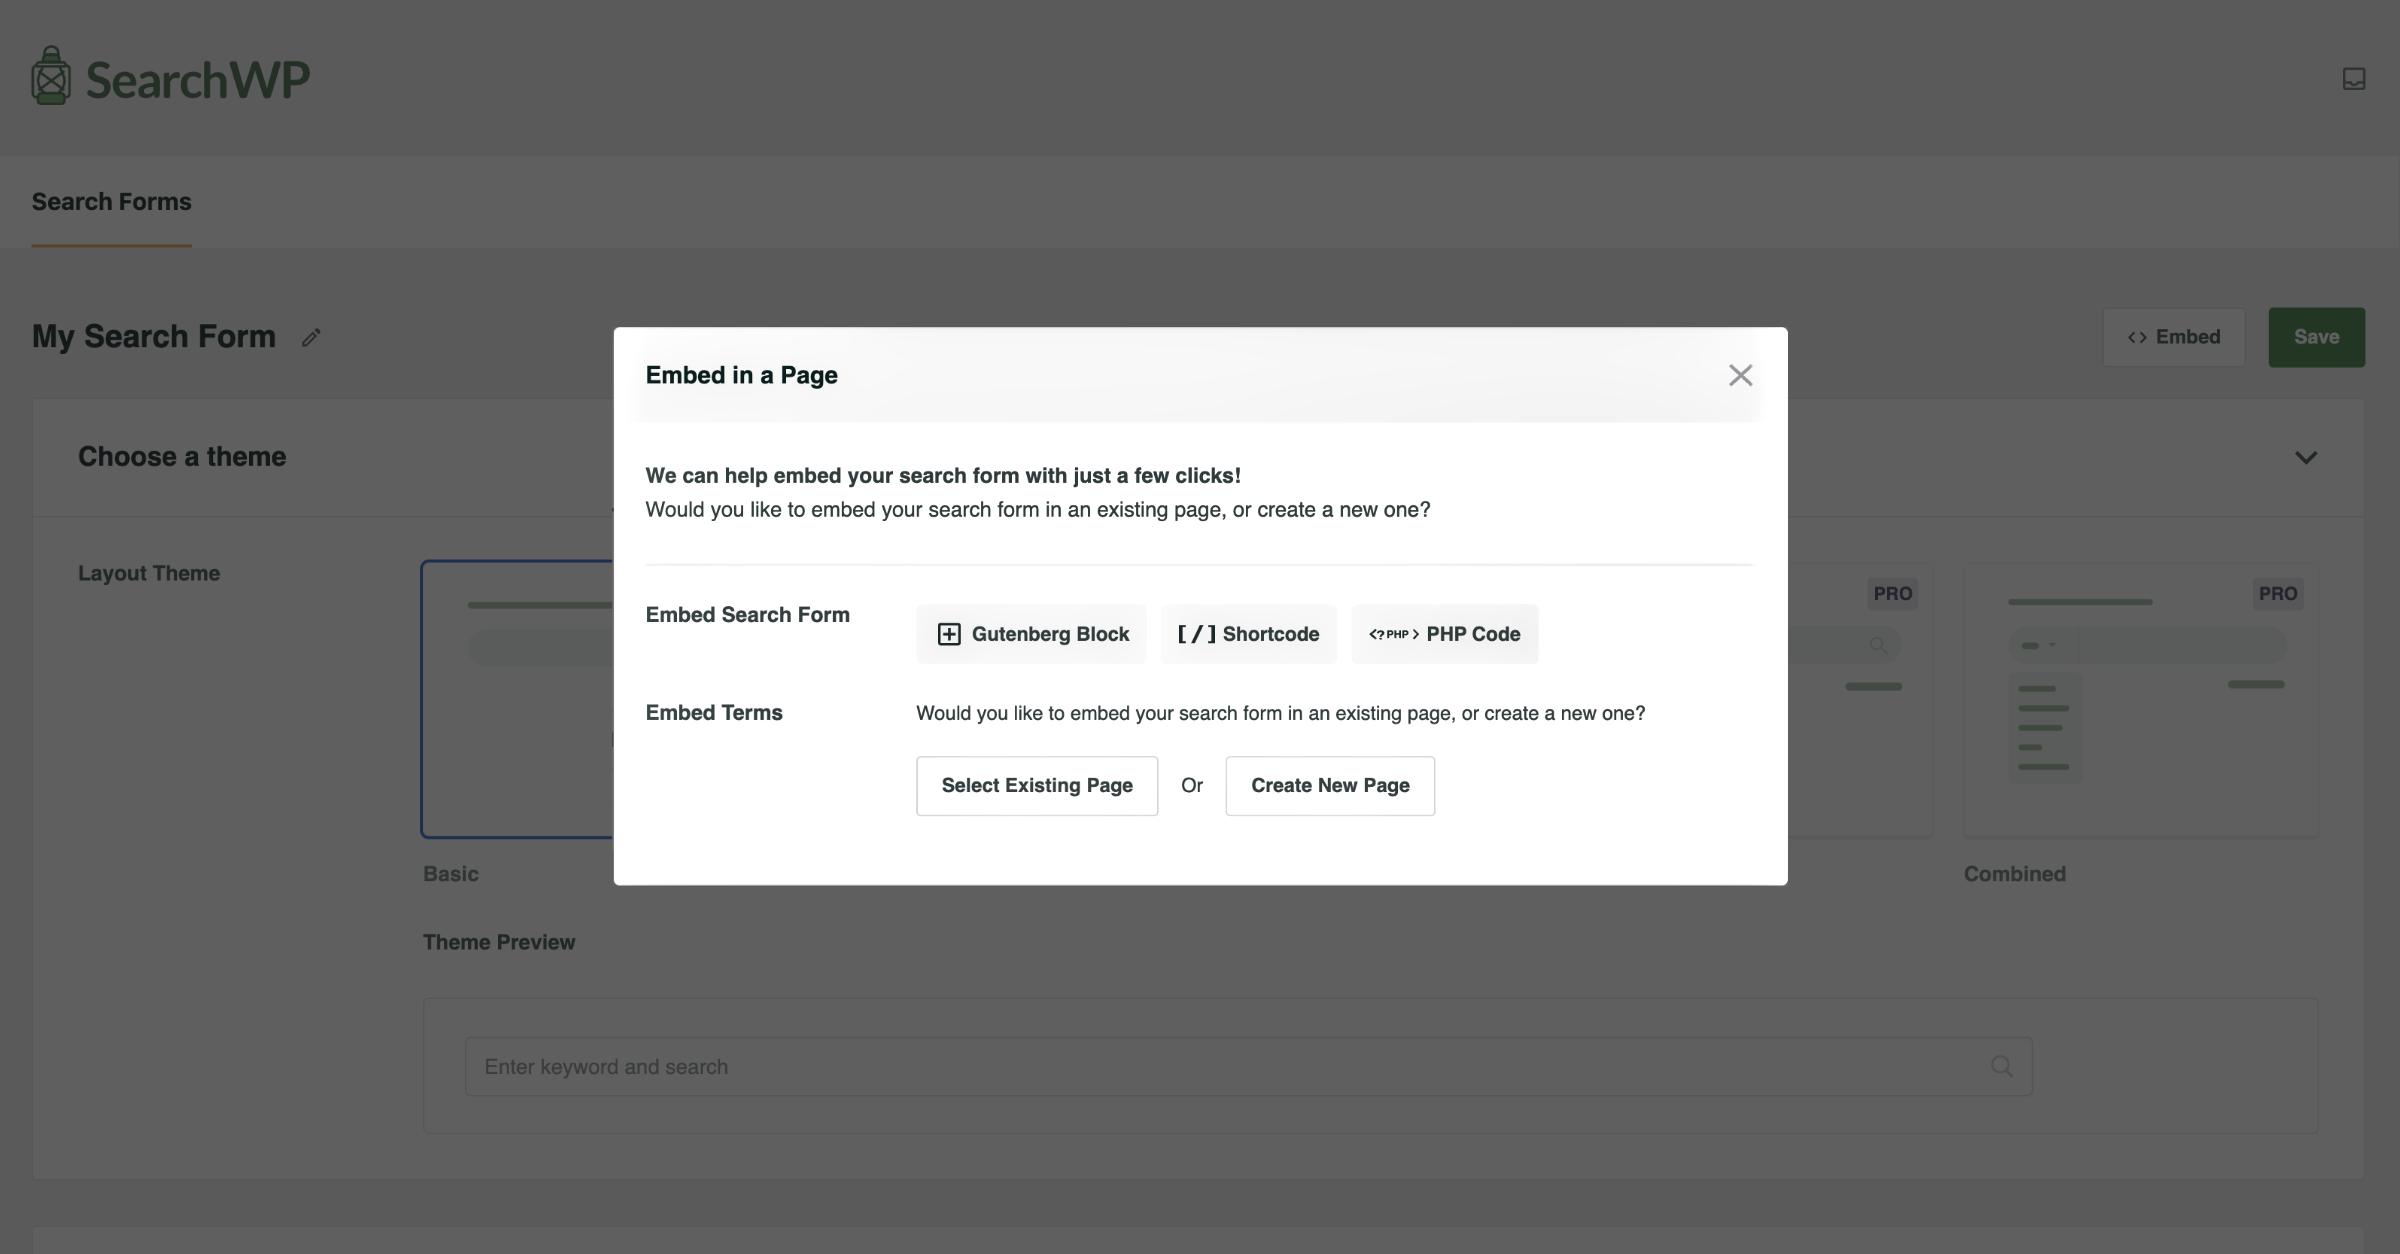 SearchWP
Search Forms
My Search Form
<> Embed
Save
Choose a theme
Layout Theme
PRO
PRO
Basic
Combined
Theme Preview
Enter keyword and search
Embed in a Page
We can help embed your search form with just a few clicks!
Would you like to embed your search form in an existing page, or create a new one?
Embed Search Form
Gutenberg Block
[/] Shortcode
<?PHP> PHP Code
Embed Terms
Would you like to embed your search form in an existing page, or create a new one?
Select Existing Page
Or
Create New Page